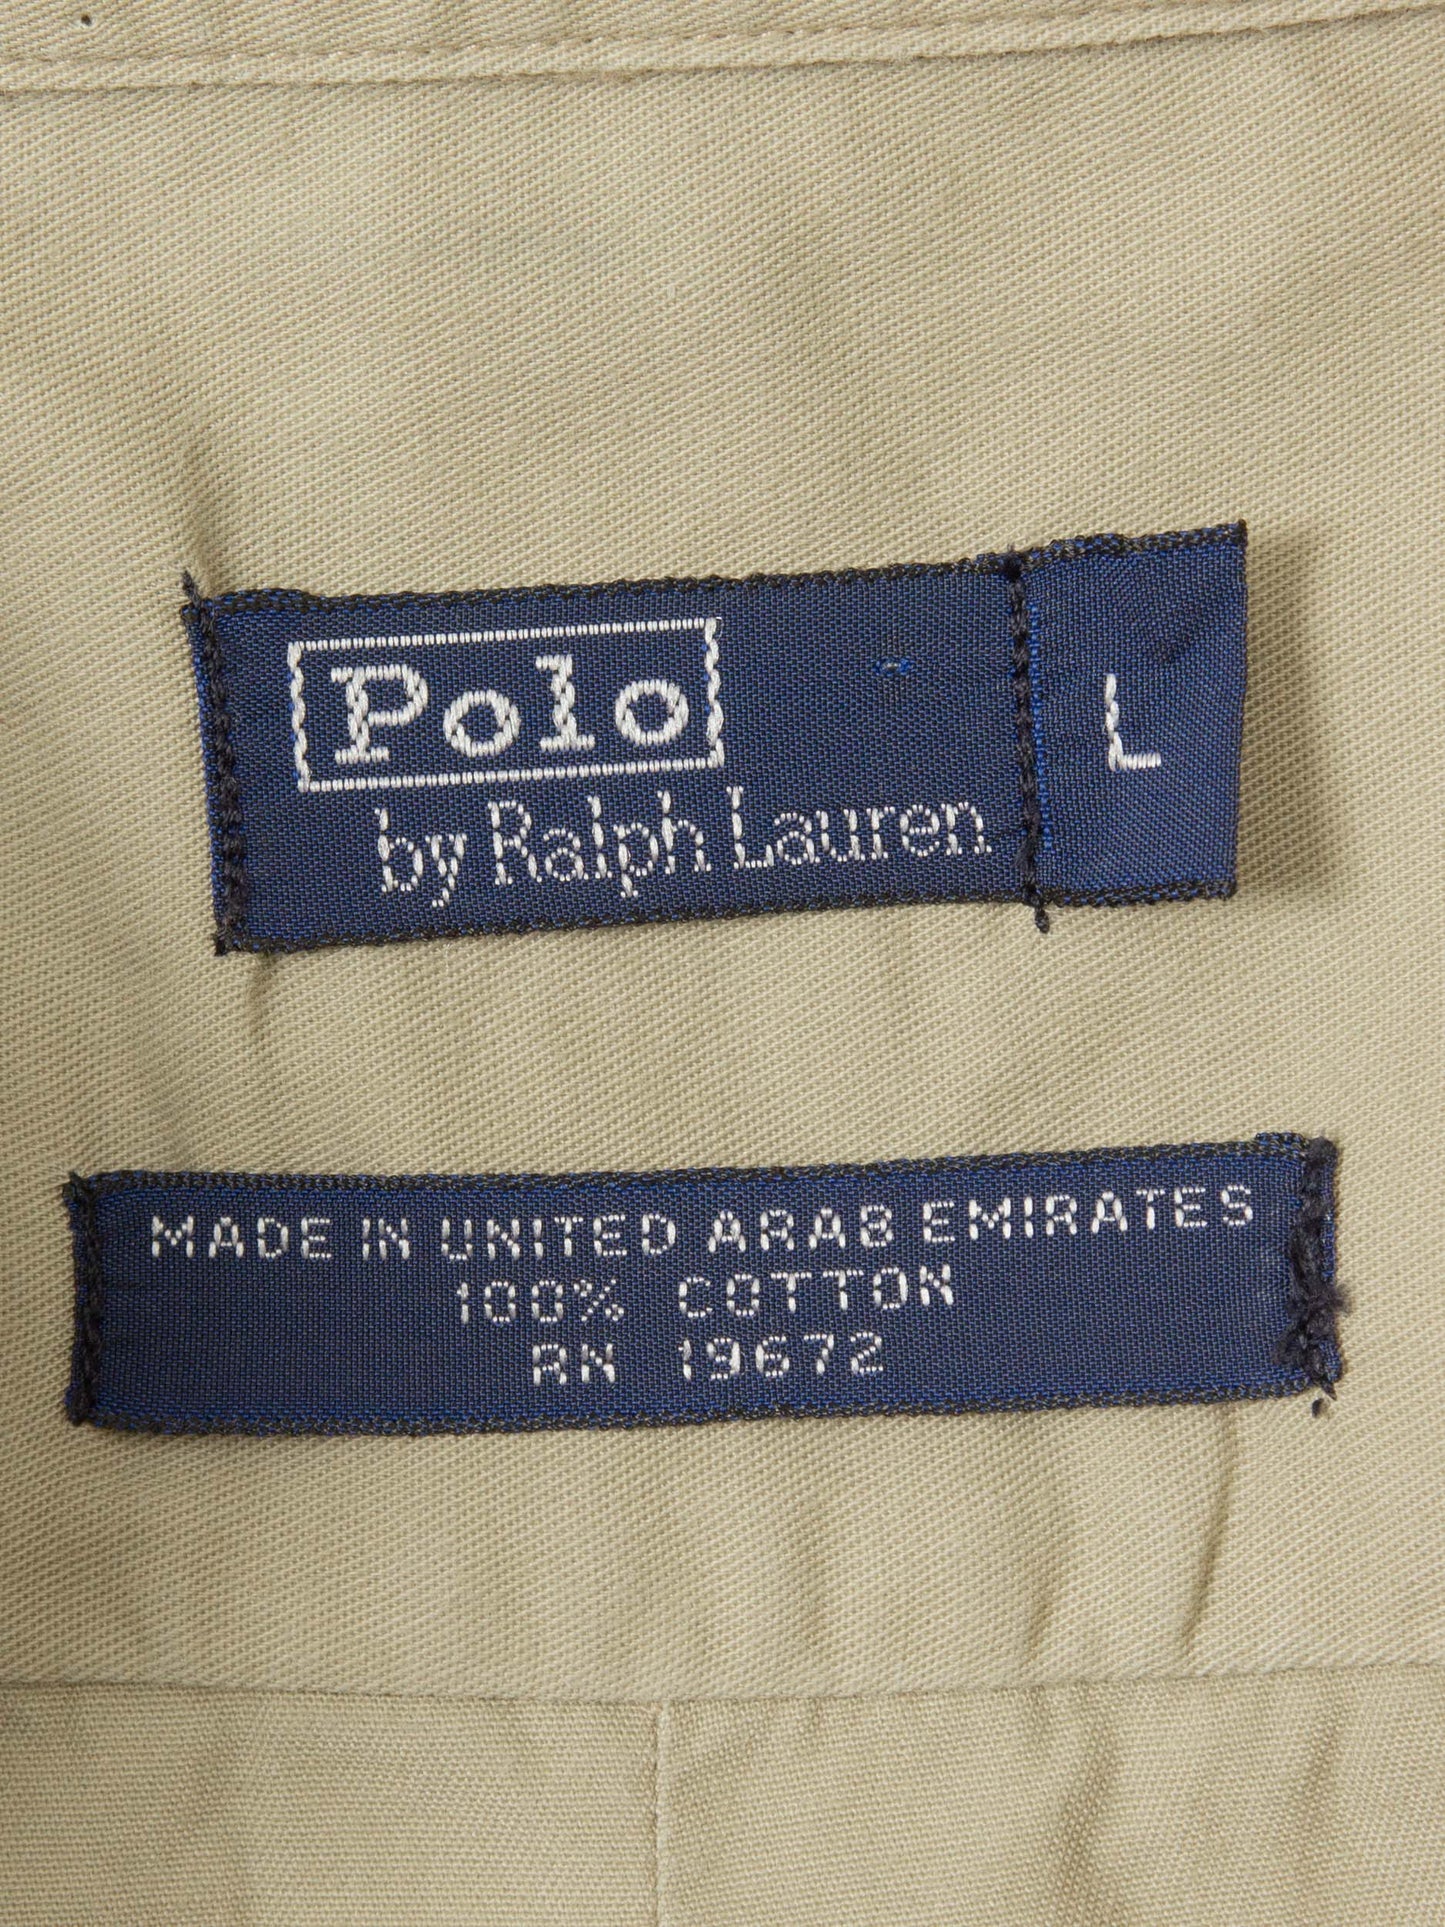 Polo
by Ralph Lauren
L
MADE IN UNITED ARAB EMIRATES
100% COTTON
RN 19672